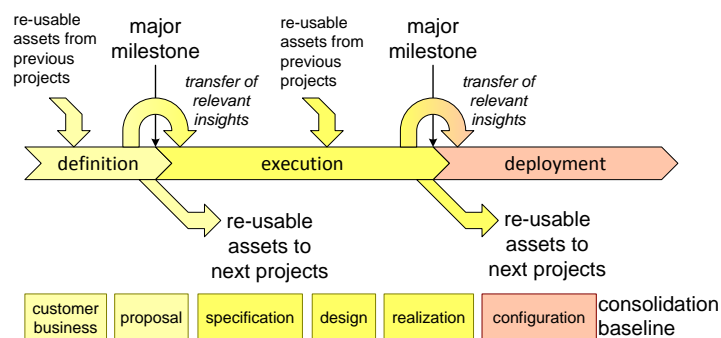 re-usable
assets from
previous
projects
major
milestone
transfer of
relevant
insights
re-usable
assets from
previous
projects
major
milestone
transfer of
relevant
insights
definition
execution
deployment
re-usable
assets to
next projects
re-usable
assets to
next projects
customer
business
proposal
specification
design
realization
configuration
consolidation
baseline